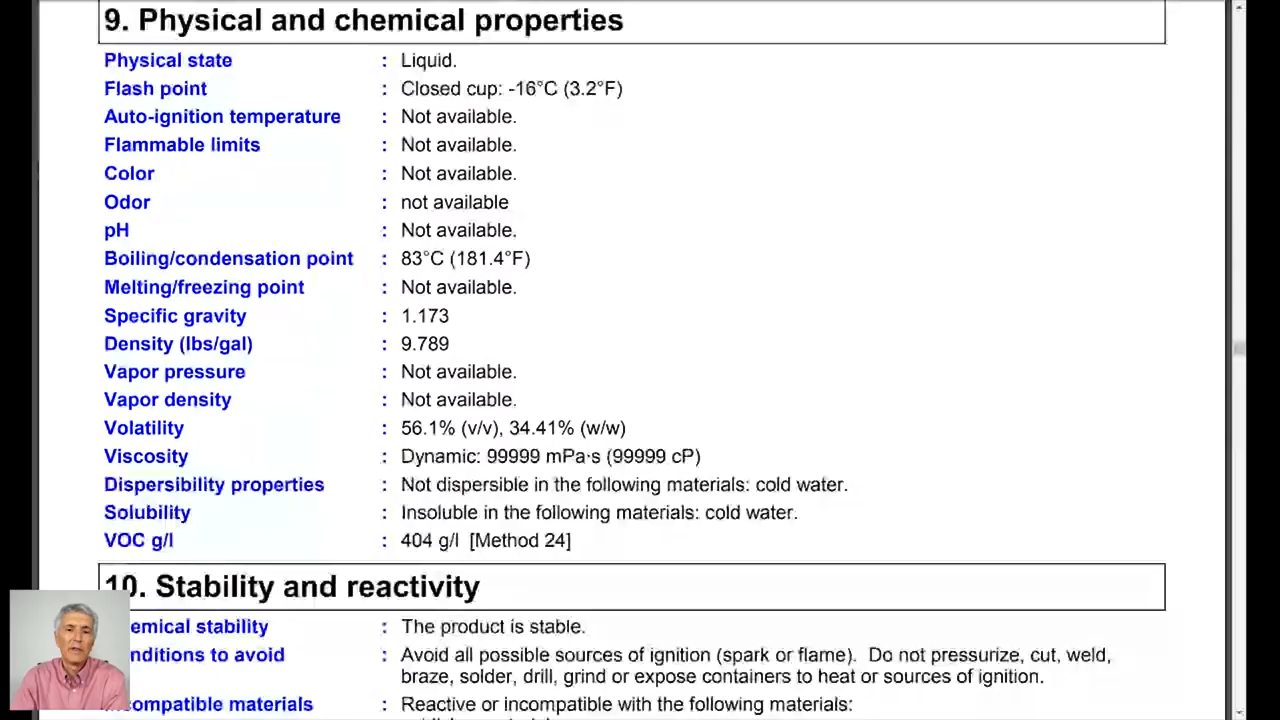 9. Physical and chemical properties
Physical state : Liquid.
Flash point : Closed cup: -16°C (3.2°F)
Auto-ignition temperature : Not available.
Flammable limits : Not available.
Color : Not available.
Odor : not available
pH : Not available.
Boiling/condensation point : 83°C (181.4°F)
Melting/freezing point : Not available.
Specific gravity : 1.173
Density (lbs/gal) : 9.789
Vapor pressure : Not available.
Vapor density : Not available.
Volatility : 56.1% (v/v), 34.41% (w/w)
Viscosity : Dynamic: 99999 mPa·s (99999 cP)
Dispersibility properties : Not dispersible in the following materials: cold water.
Solubility : Insoluble in the following materials: cold water.
VOC g/l : 404 g/l [Method 24]
10. Stability and reactivity
emical stability : The product is stable.
nditions to avoid : Avoid all possible sources of ignition (spark or flame). Do not pressurize, cut, weld,
braze, solder, drill, grind or expose containers to heat or sources of ignition.
compatible materials : Reactive or incompatible with the following materials: